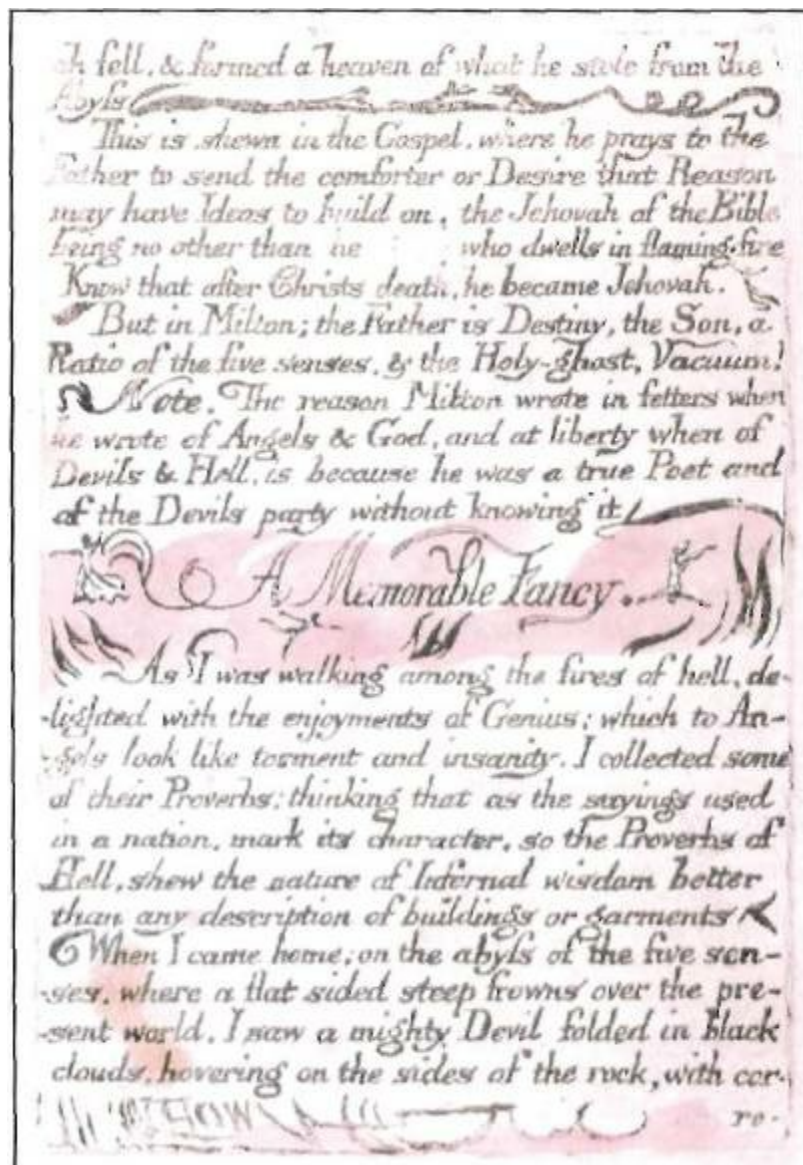 ah fell, & formed a heaven of what he stole from the
Abyſs
This is shewn in the Gospel, where he prays to the
Father to send the comforter or Desire that Reason
may have Ideas to build on, the Jehovah of the Bible
being no other than he who dwells in flaming fire
Know that after Christs death, he became Jehovah.
But in Milton; the Father is Destiny, the Son, a
Ratio of the five senses, & the Holy-ghost, Vacuum!
Note. The reason Milton wrote in fetters when
he wrote of Angels & God, and at liberty when of
Devils & Hell, is because he was a true Poet and
of the Devils party without knowing it
A Memorable Fancy.
As I was walking among the fires of hell, de-
-lighted with the enjoyments of Genius; which to An-
-gels look like torment and insanity. I collected some
of their Proverbs; thinking that as the sayings used
in a nation, mark its character, so the Proverbs of
Hell, shew the nature of Infernal wisdom better
than any description of buildings or garments
When I came home; on the abyſs of the five sen-
-ses, where a flat sided steep frowns over the pre-
-sent world. I saw a mighty Devil folded in black
clouds, hovering on the sides of the rock, with cor-
ro-